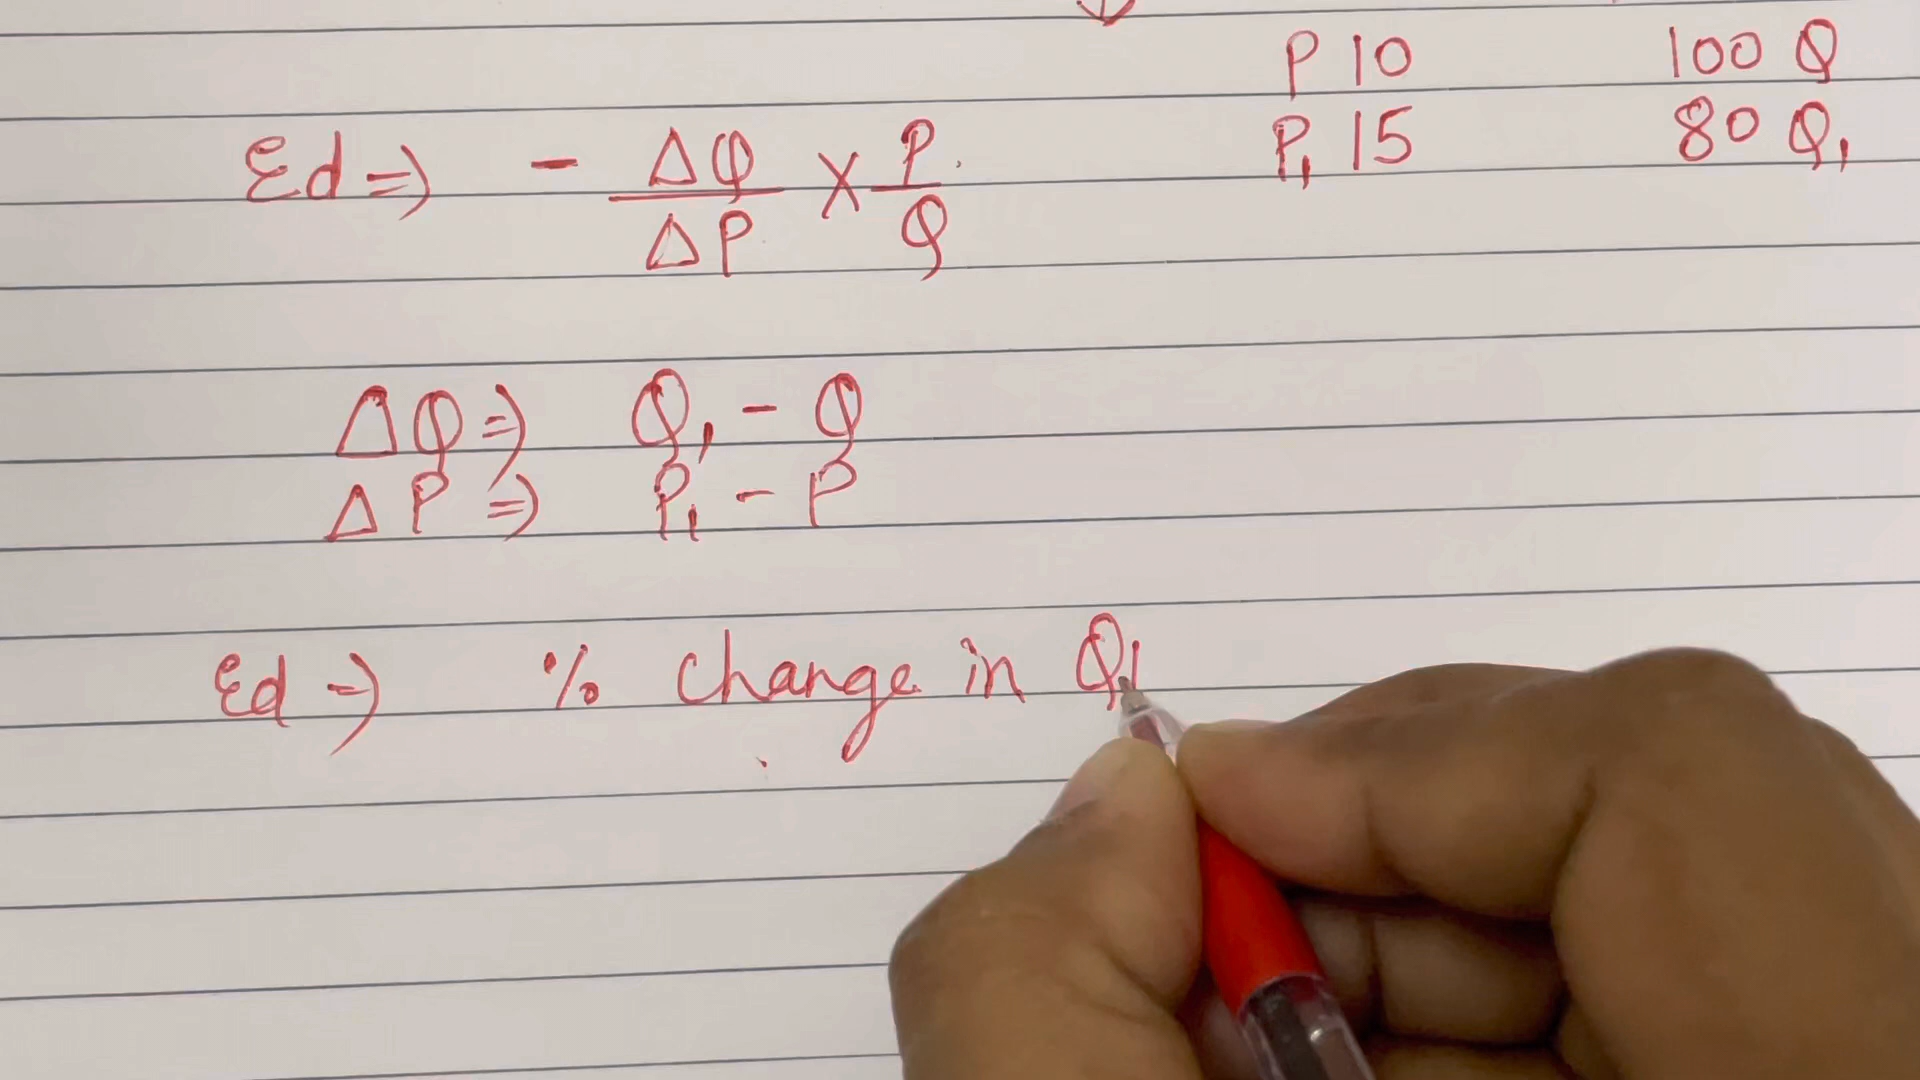 P 10 100 Q
P₁ 15 80 Q₁
Ed ⇒ - ΔQ/ΔP × P/Q
ΔQ ⇒ Q₁ - Q
ΔP ⇒ P₁ - P
Ed ⇒ % Change in Q